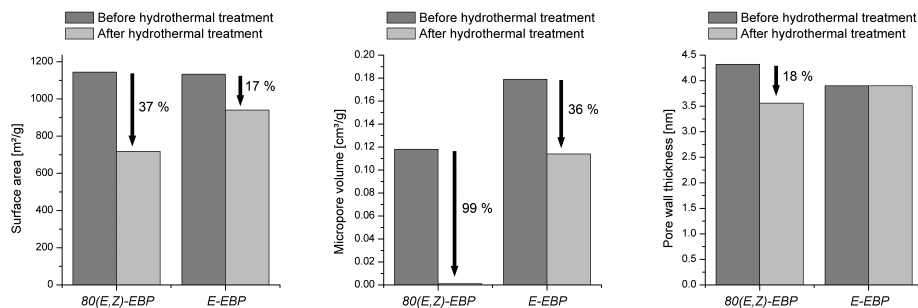 Before hydrothermal treatment
After hydrothermal treatment
Surface area [m²/g]
1200
1000
800
600
400
200
0
37 %
17 %
80(E,Z)-EBP
E-EBP
Before hydrothermal treatment
After hydrothermal treatment
Micropore volume [cm³/g]
0.20
0.18
0.16
0.14
0.12
0.10
0.08
0.06
0.04
0.02
0.00
99 %
36 %
80(E,Z)-EBP
E-EBP
Before hydrothermal treatment
After hydrothermal treatment
Pore wall thickness [nm]
4.5
4.0
3.5
3.0
2.5
2.0
1.5
1.0
0.5
0.0
18 %
80(E,Z)-EBP
E-EBP